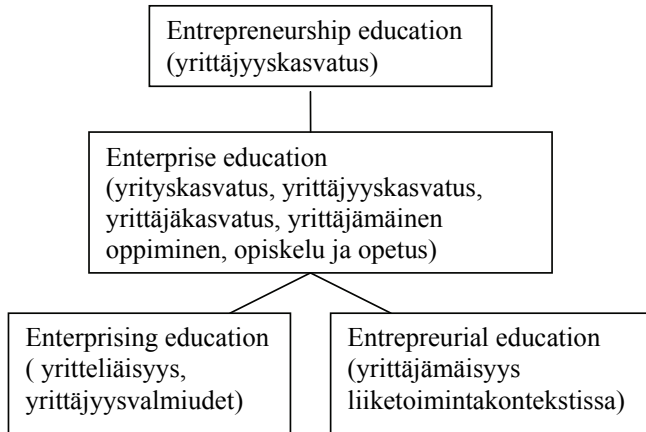 Entrepreneurship education
(yrittäjyyskasvatus)
Enterprise education
(yrityskasvatus, yrittäjyyskasvatus,
yrittäjäkasvatus, yrittäjämäinen
oppiminen, opiskelu ja opetus)
Enterprising education
( yritteliäisyys,
yrittäjyysvalmiudet)
Entrepreurial education
(yrittäjämäisyys
liiketoimintakontekstissa)